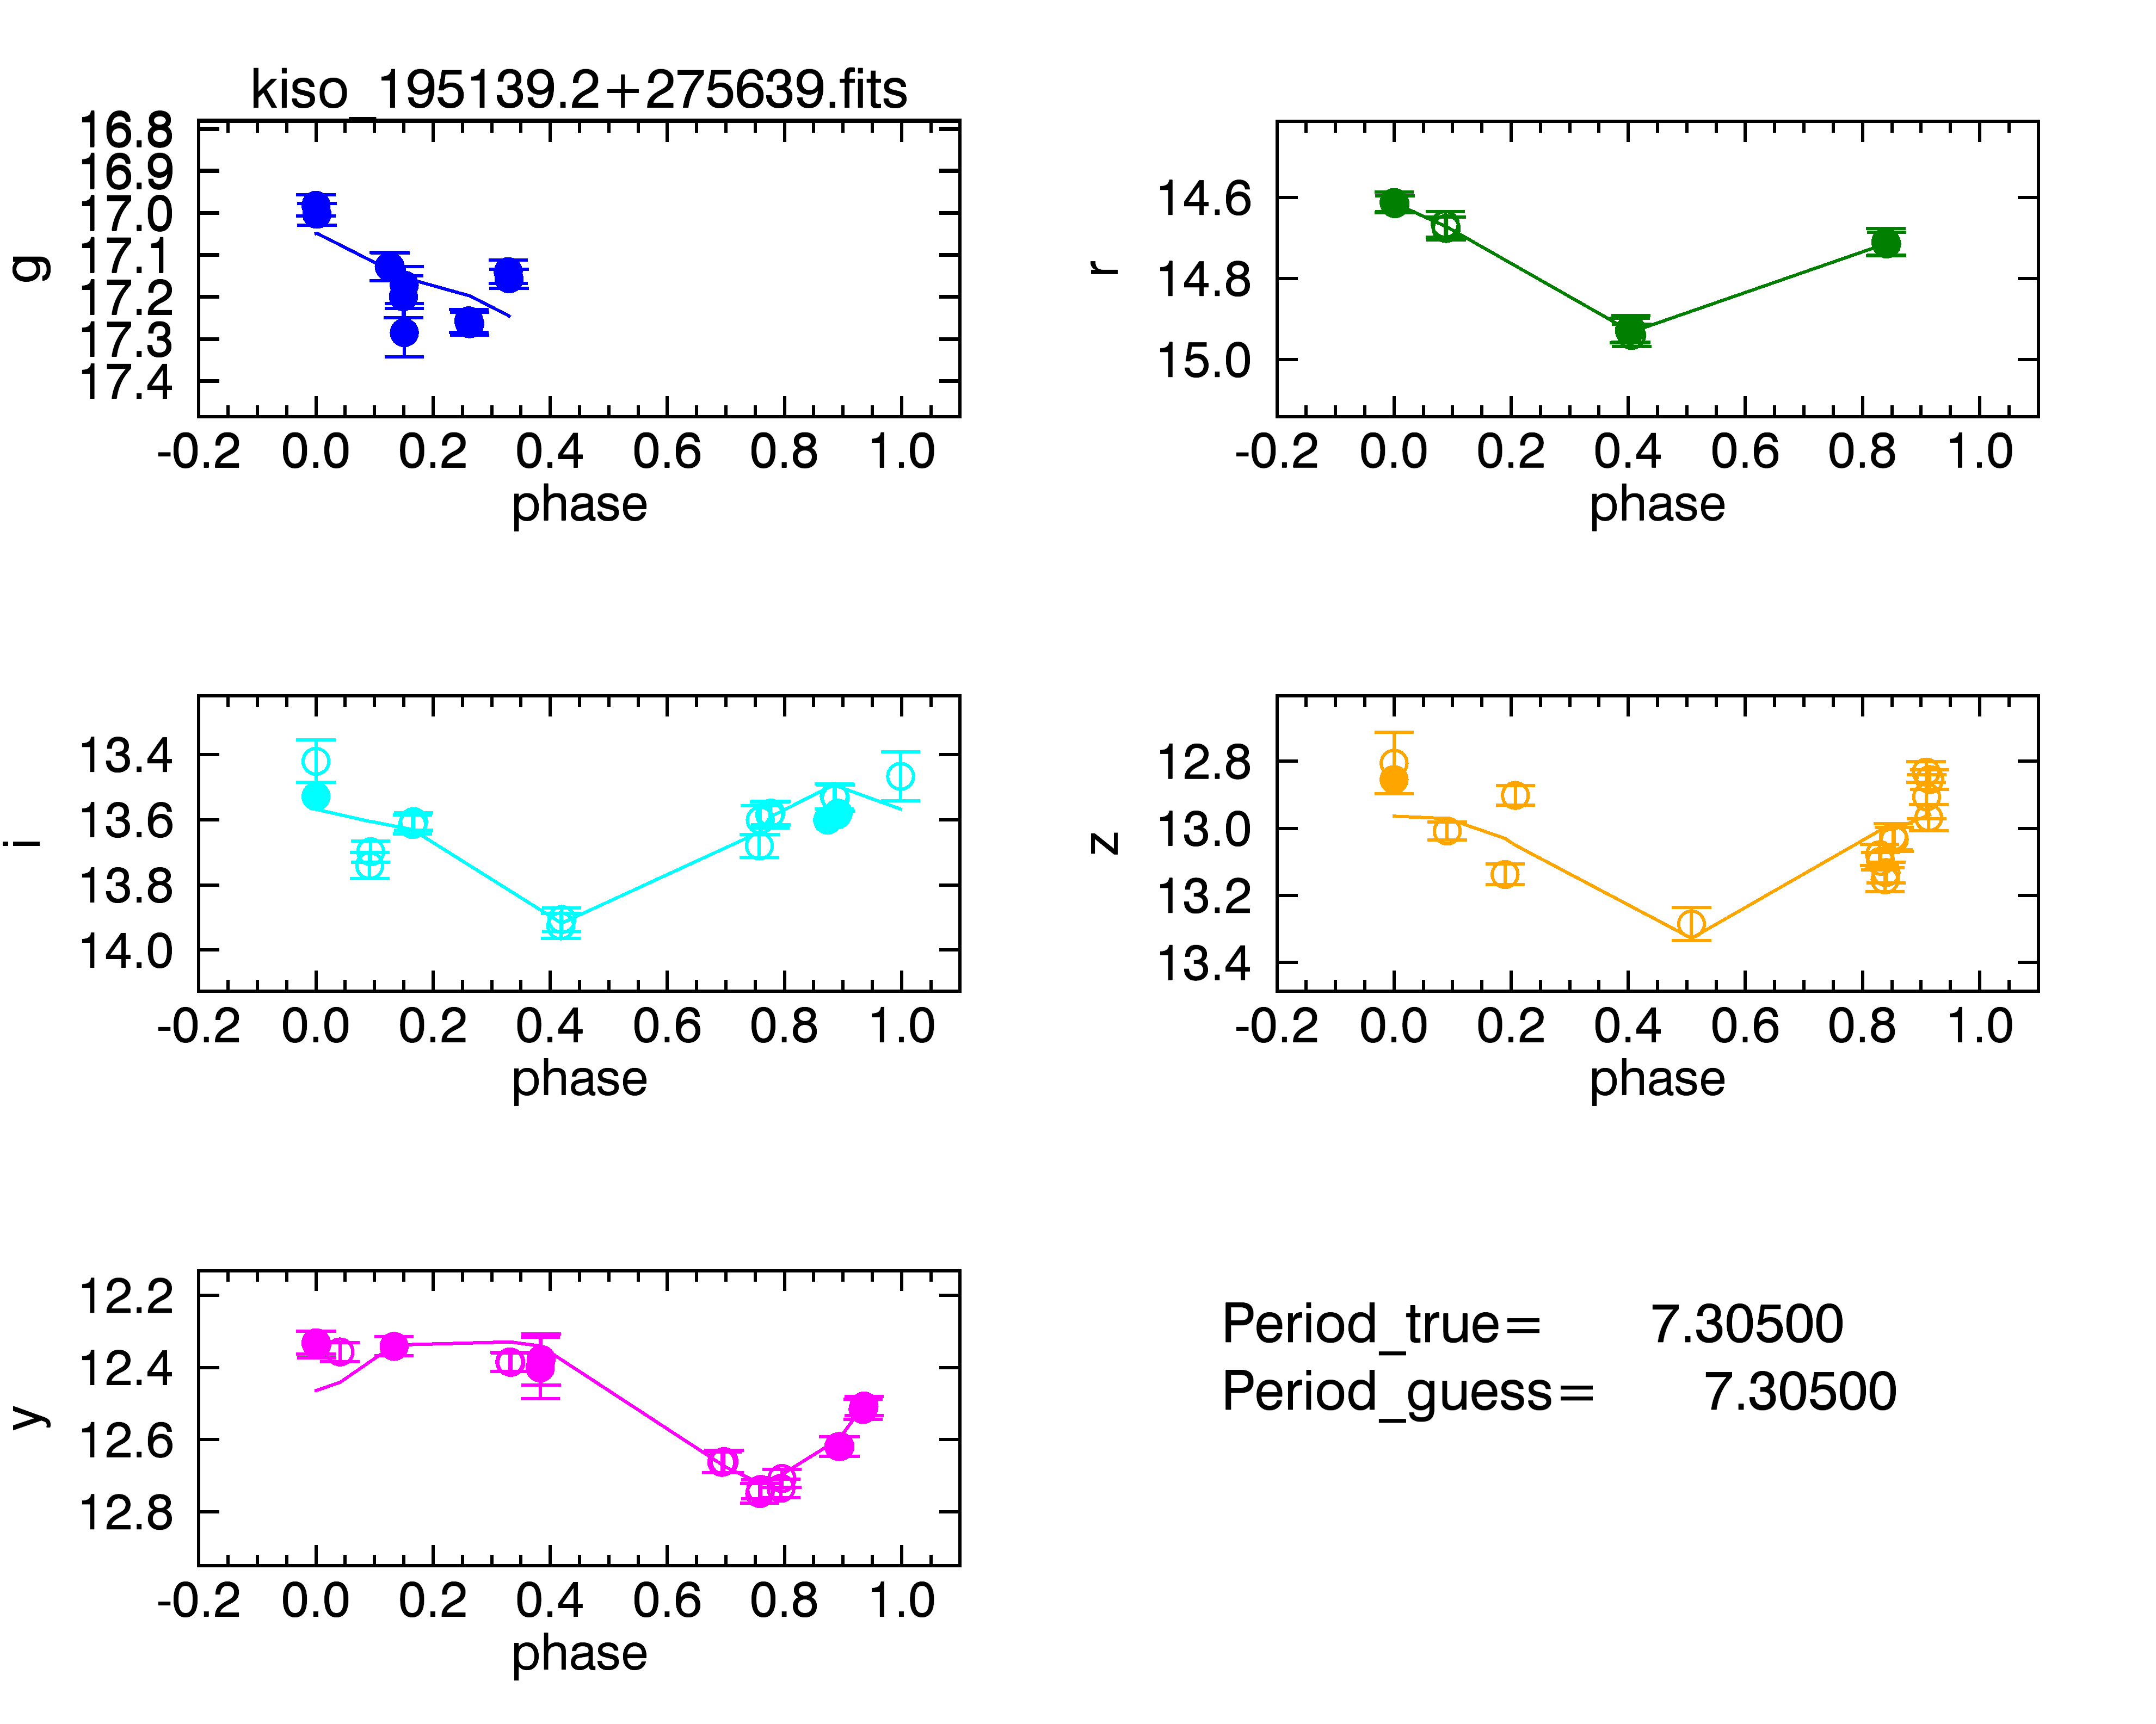 kiso_195139.2+275639.fits
16.8
16.9
17.0
17.1
17.2
17.3
17.4
g
-0.2 0.0 0.2 0.4 0.6 0.8 1.0
phase
14.6
14.8
15.0
r
-0.2 0.0 0.2 0.4 0.6 0.8 1.0
phase
13.4
13.6
13.8
14.0
i
-0.2 0.0 0.2 0.4 0.6 0.8 1.0
phase
12.8
13.0
13.2
13.4
z
-0.2 0.0 0.2 0.4 0.6 0.8 1.0
phase
12.2
12.4
12.6
12.8
y
-0.2 0.0 0.2 0.4 0.6 0.8 1.0
phase
Period_true= 7.30500
Period_guess= 7.30500